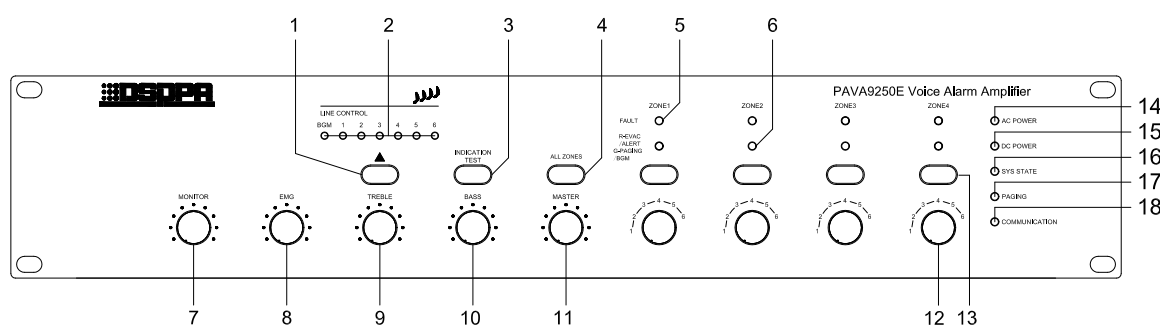 1 2 3 4 5 6
DSPPA
PAVA9250E Voice Alarm Amplifier
LINE CONTROL
BGM 1 2 3 4 5 6
ZONE1 ZONE2 ZONE3 ZONE4
FAULT
R-EVAC
/ALERT
G-PAGING
/BGM
INDICATION
TEST
ALL ZONES
AC POWER 14
DC POWER 15
SYS STATE 16
PAGING 17
COMMUNICATION 18
MONITOR EMG TREBLE BASS MASTER
1 2 3 4 5 6
1 2 3 4 5 6
1 2 3 4 5 6
1 2 3 4 5 6
7 8 9 10 11 12 13